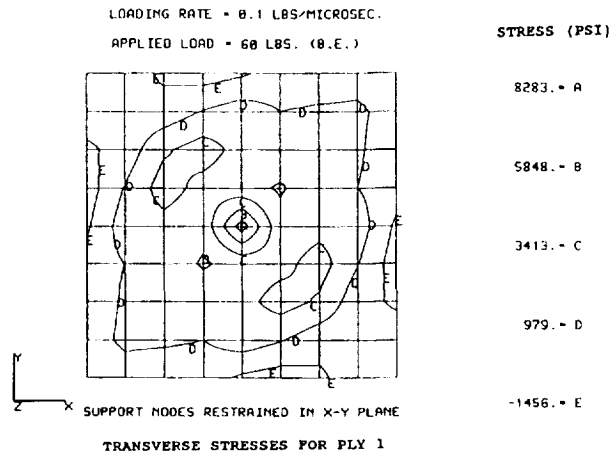 LOADING RATE = 0.1 LBS/MICROSEC.
APPLIED LOAD = 60 LBS. (B.E.)
STRESS (PSI)
8283.= A
5848.= B
3413.= C
979.= D
-1456.= E
E
E
D
D
D
D
D
C
E
C
E
D
D
C
B
D
E
E
D
B
C
C
E
D
D
C
E
D
D
D
E
E
Y
Z
X
SUPPORT NODES RESTRAINED IN X-Y PLANE
TRANSVERSE STRESSES FOR PLY 1